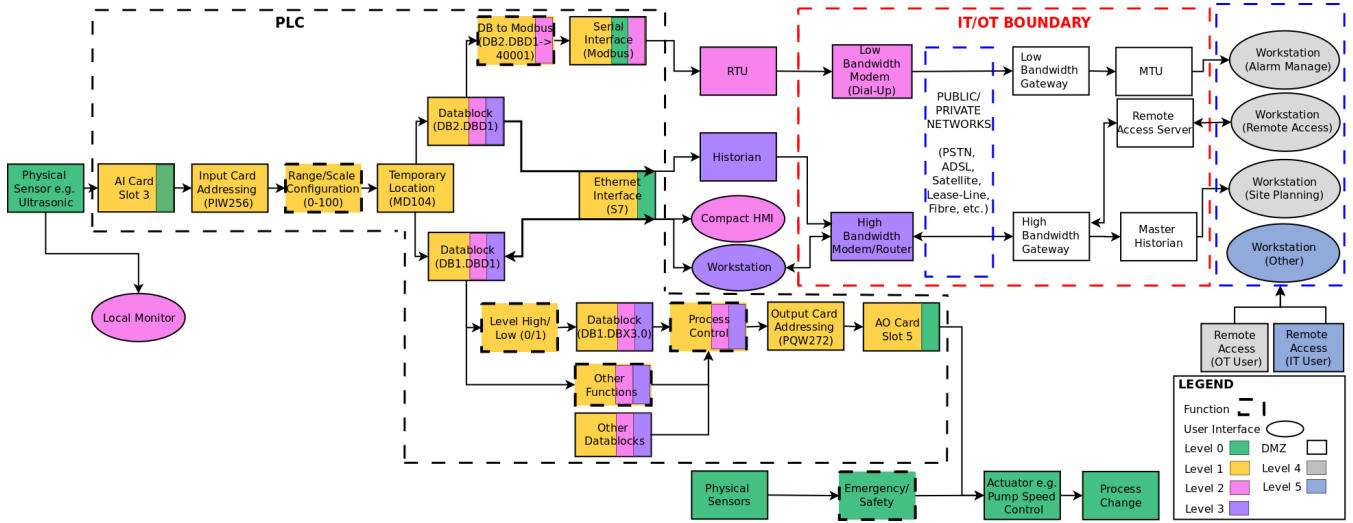 PLC
IT/OT BOUNDARY
DB to Modbus
(DB2.DBD1->
40001)
Serial
Interface
(Modbus)
RTU
Low
Bandwidth
Modem
(Dial-Up)
PUBLIC/
PRIVATE
NETWORKS
(PSTN,
ADSL,
Satellite,
Lease-Line,
Fibre, etc.)
Low
Bandwidth
Gateway
MTU
Workstation
(Alarm Manage)
Datablock
(DB2.DBD1)
Remote
Access Server
Workstation
(Remote Access)
Physical
Sensor e.g.
Ultrasonic
AI Card
Slot 3
Input Card
Addressing
(PIW256)
Range/Scale
Configuration
(0-100)
Temporary
Location
(MD104)
Ethernet
Interface
(S7)
Historian
Compact HMI
Workstation
High
Bandwidth
Modem/Router
High
Bandwidth
Gateway
Master
Historian
Workstation
(Site Planning)
Workstation
(Other)
Datablock
(DB1.DBD1)
Local Monitor
Level High/
Low (0/1)
Datablock
(DB1.DBX3.0)
Process
Control
Output Card
Addressing
(PQW272)
AO Card
Slot 5
Other
Functions
Other
Datablocks
Remote
Access
(OT User)
Remote
Access
(IT User)
Physical
Sensors
Emergency/
Safety
Actuator e.g.
Pump Speed
Control
Process
Change
LEGEND
Function
User Interface
Level 0
DMZ
Level 1
Level 4
Level 2
Level 5
Level 3